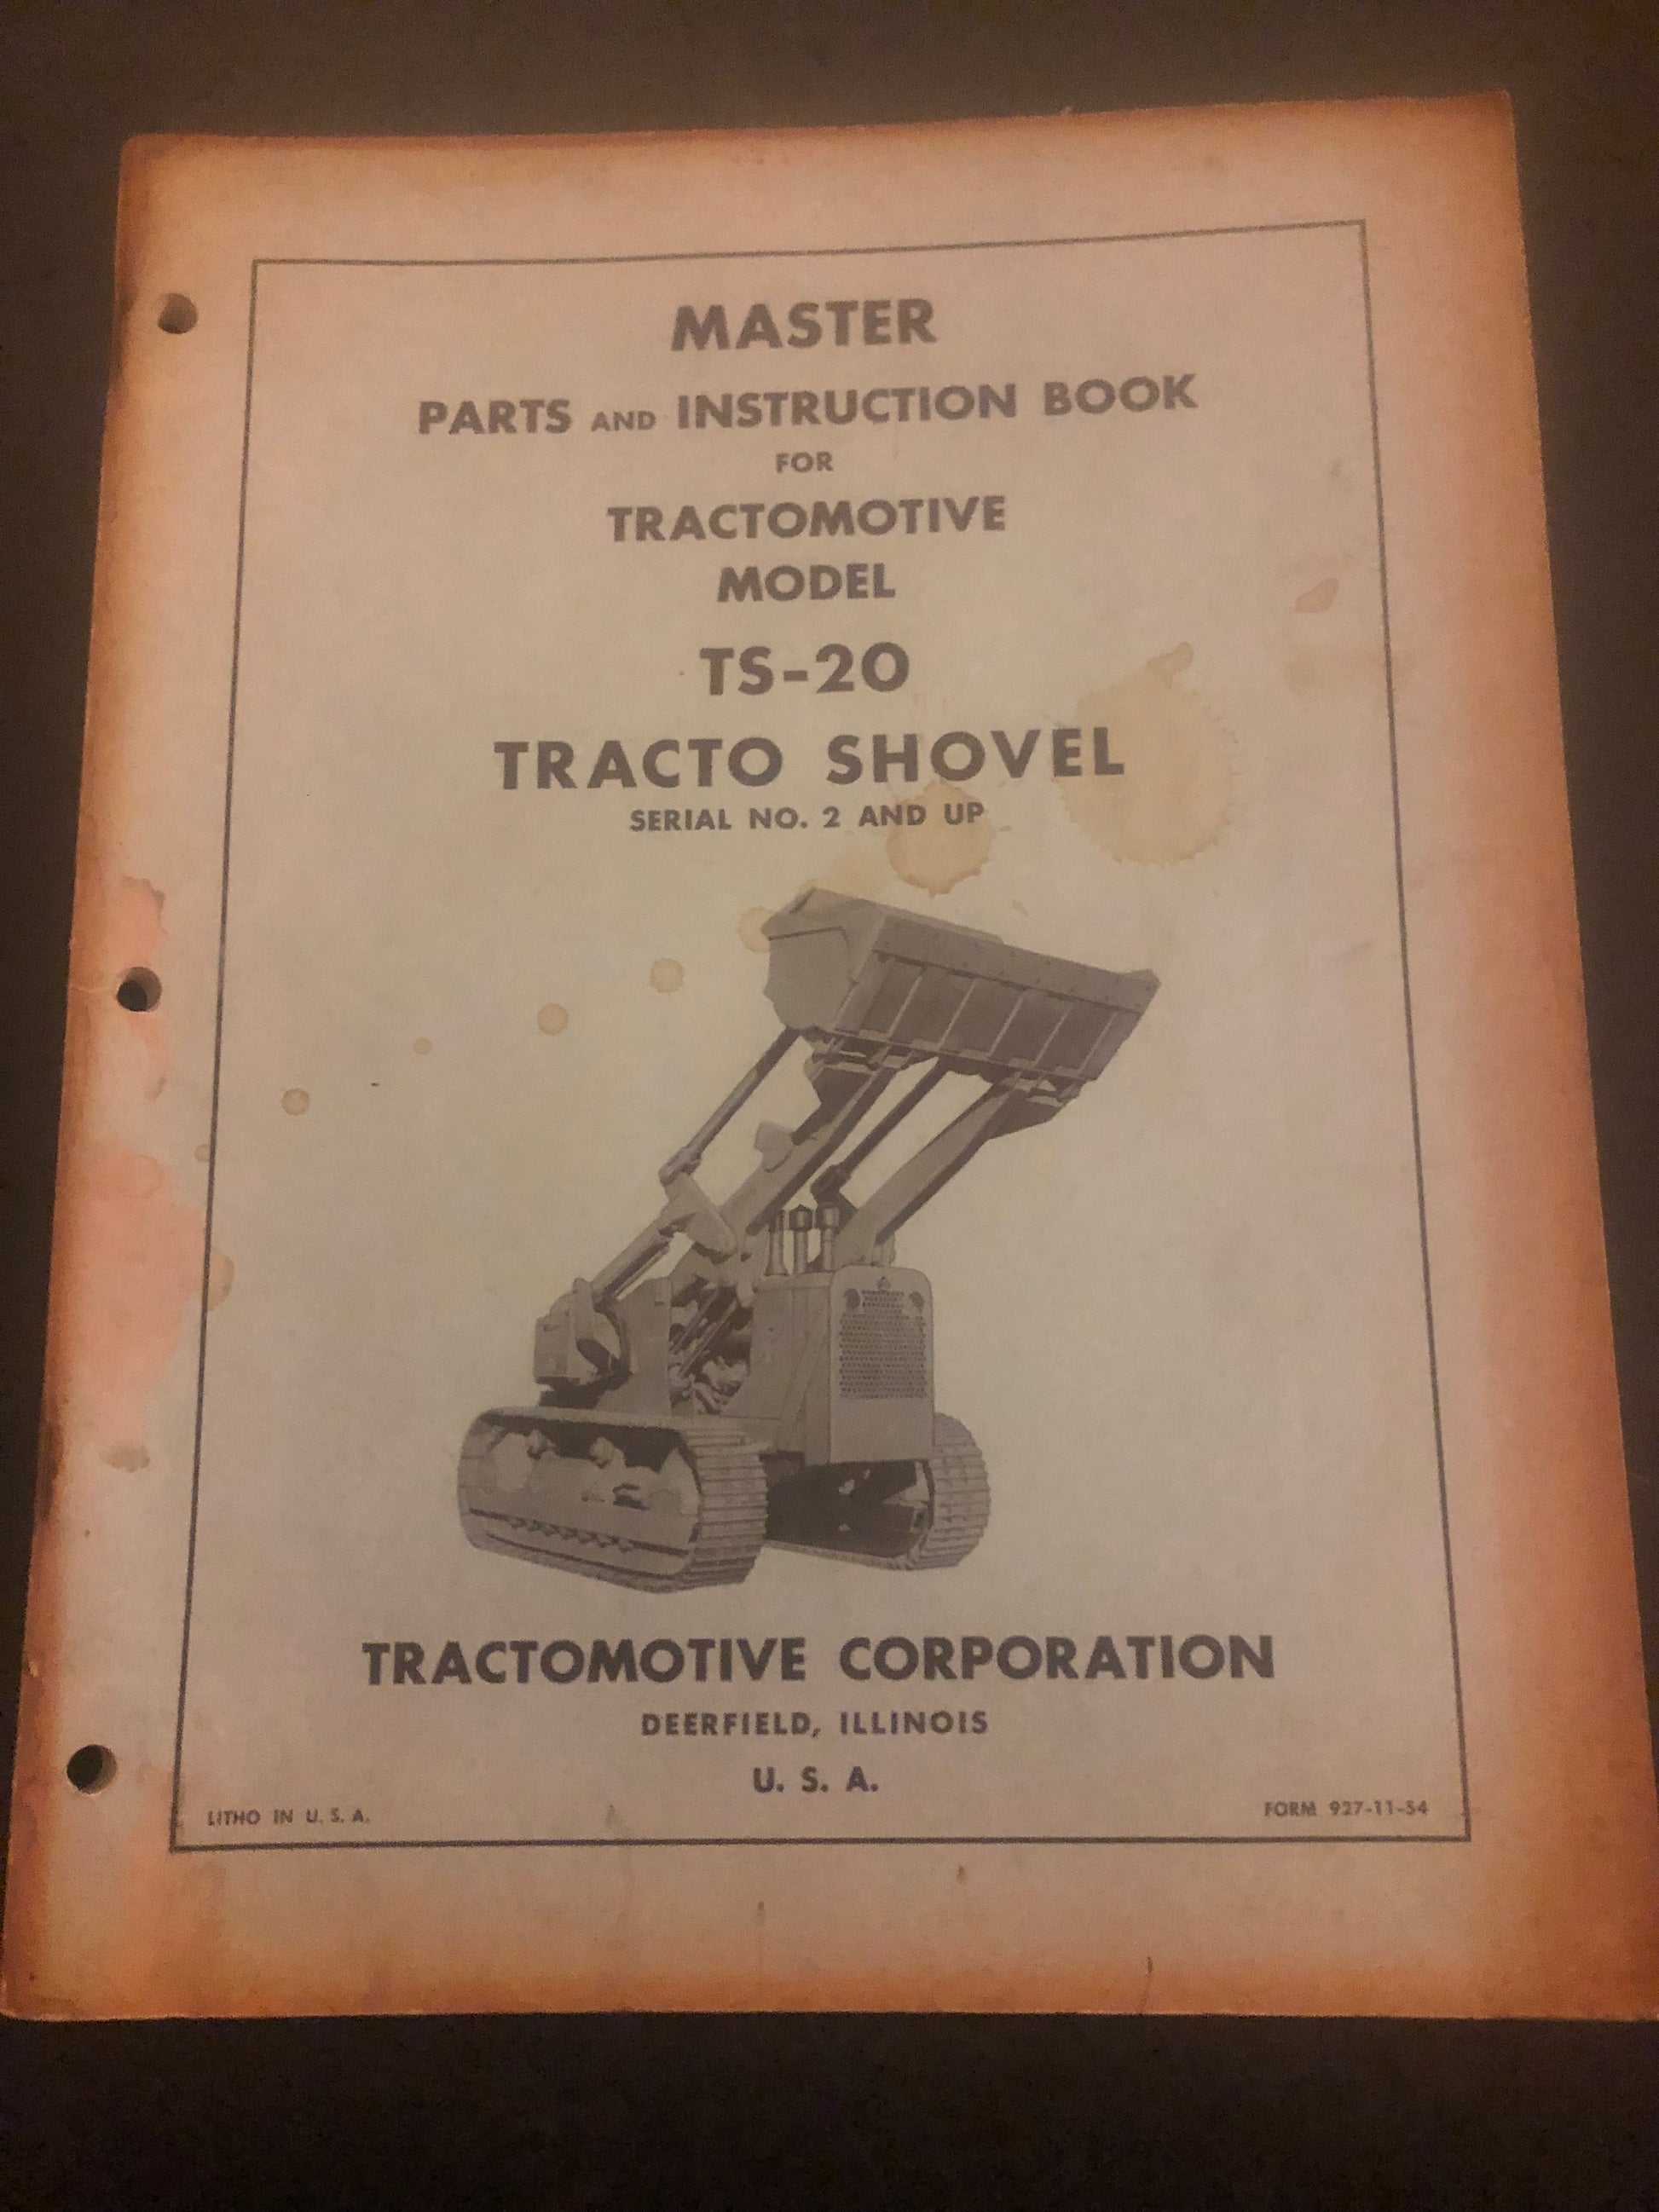 MASTER
PARTS AND INSTRUCTION BOOK
FOR
TRACTOMOTIVE
MODEL
TS-20
TRACTO SHOVEL
SERIAL NO. 2 AND UP
TRACTOMOTIVE CORPORATION
DEERFIELD, ILLINOIS
U. S. A.
LITHO IN U. S. A.
FORM 927-11-54